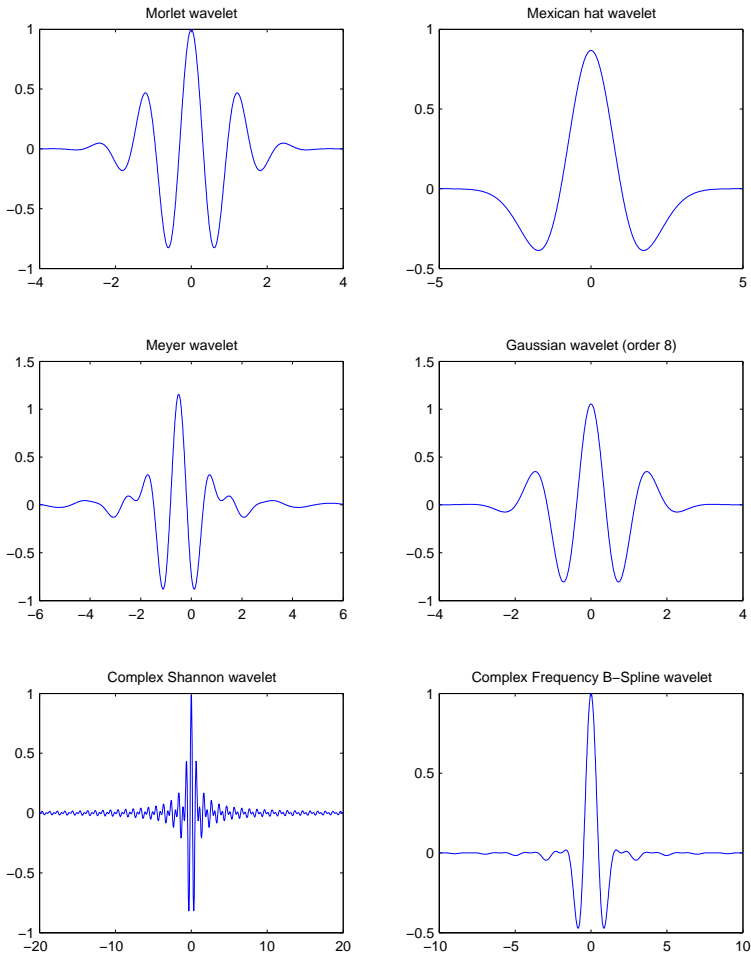 Morlet wavelet
1
0.5
0
−0.5
−1
−4 −2 0 2 4
Mexican hat wavelet
1
0.5
0
−0.5
−5 0 5
Meyer wavelet
1.5
1
0.5
0
−0.5
−1
−6 −4 −2 0 2 4 6
Gaussian wavelet (order 8)
1.5
1
0.5
0
−0.5
−1
−4 −2 0 2 4
Complex Shannon wavelet
1
0.5
0
−0.5
−1
−20 −10 0 10 20
Complex Frequency B−Spline wavelet
1
0.5
0
−0.5
−10 −5 0 5 10